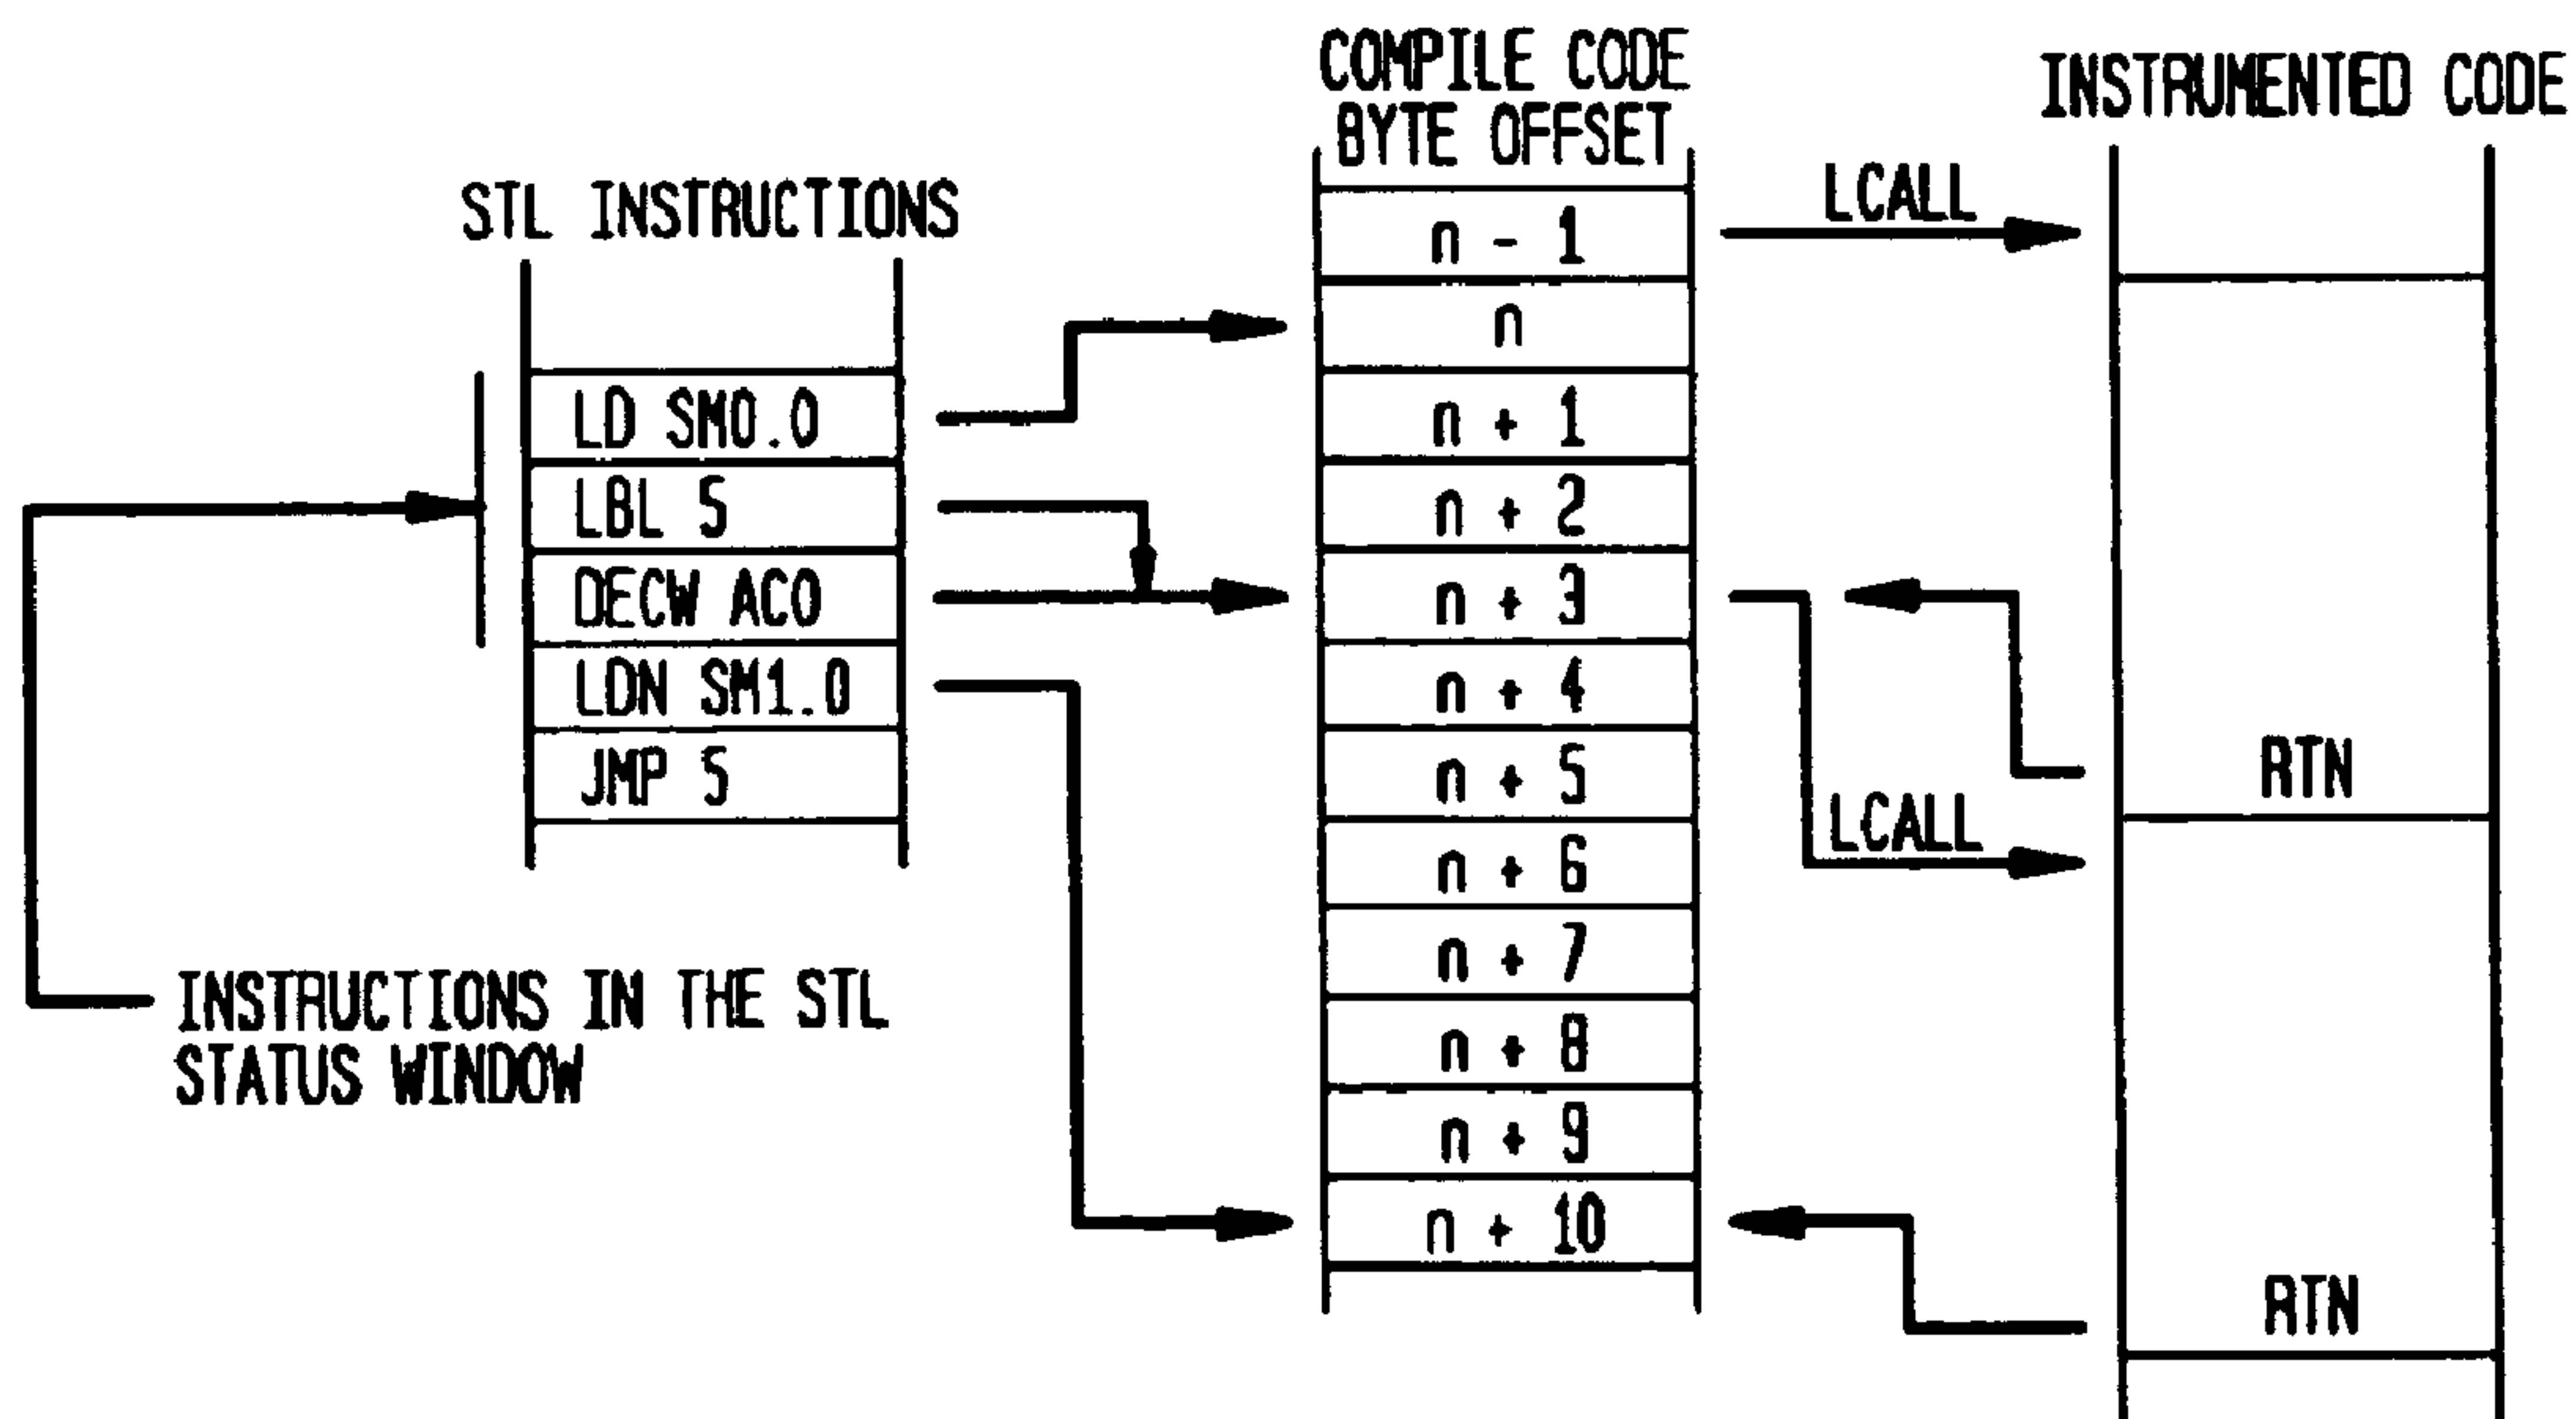 COMPILE CODE
BYTE OFFSET
INSTRUMENTED CODE
STL INSTRUCTIONS
LCALL
n - 1
n
LD SM0.0
n + 1
LBL 5
n + 2
DECW AC0
n + 3
LDN SM1.0
n + 4
JMP 5
n + 5
RTN
LCALL
n + 6
n + 7
INSTRUCTIONS IN THE STL
STATUS WINDOW
n + 8
n + 9
n + 10
RTN